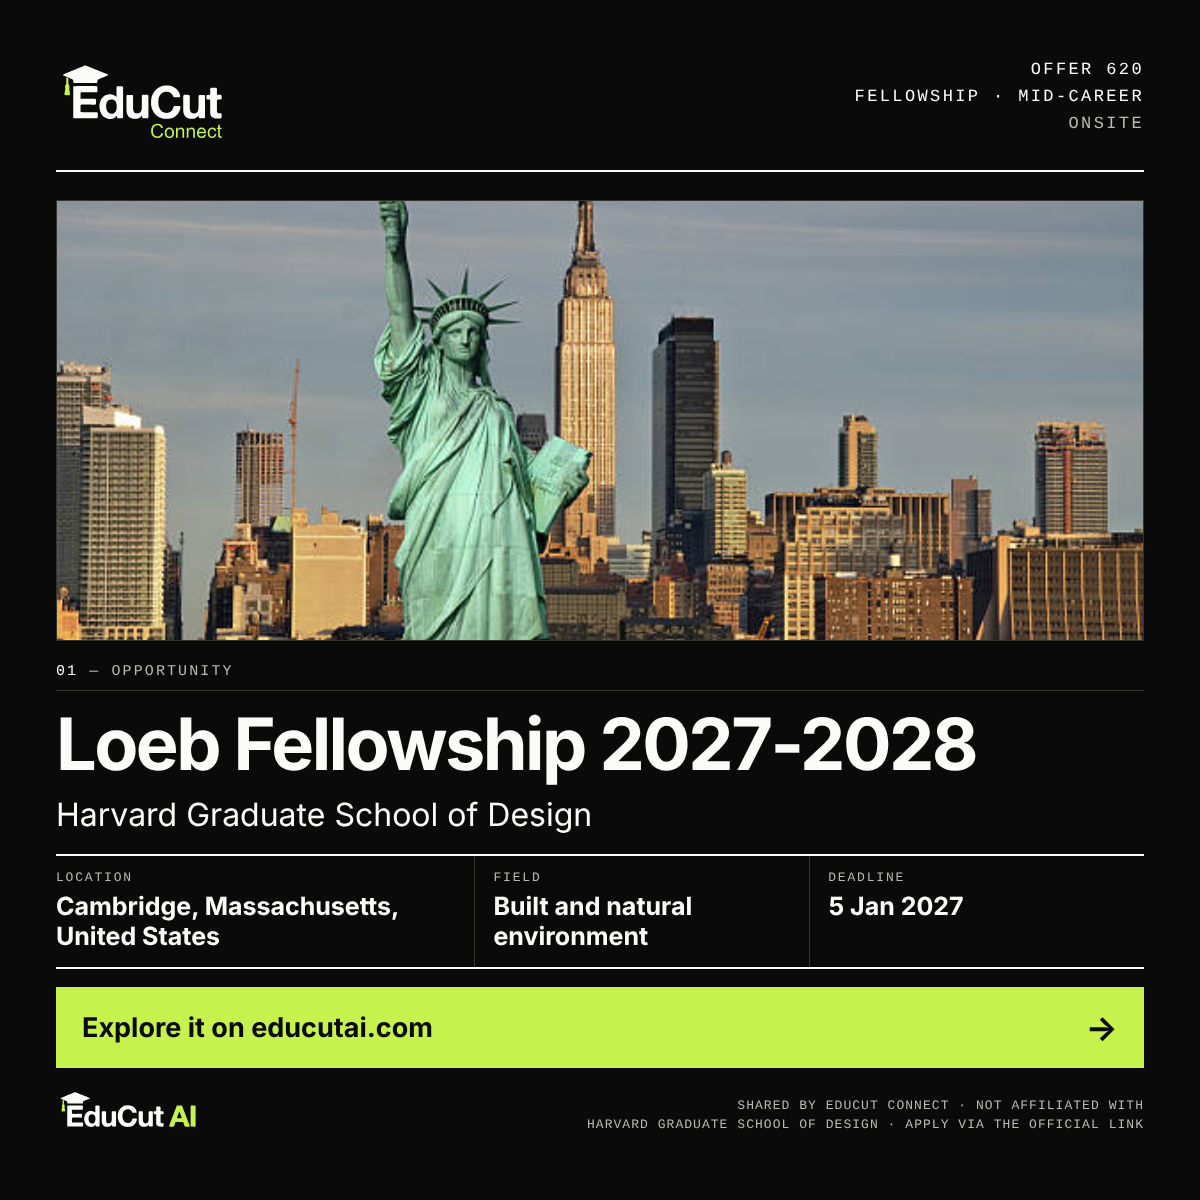 EduCut
Connect
OFFER 620
FELLOWSHIP · MID-CAREER
ONSITE
01 — OPPORTUNITY
Loeb Fellowship 2027-2028
Harvard Graduate School of Design
LOCATION
Cambridge, Massachusetts,
United States
FIELD
Built and natural
environment
DEADLINE
5 Jan 2027
Explore it on educutai.com →
EduCut AI
SHARED BY EDUCUT CONNECT · NOT AFFILIATED WITH
HARVARD GRADUATE SCHOOL OF DESIGN · APPLY VIA THE OFFICIAL LINK